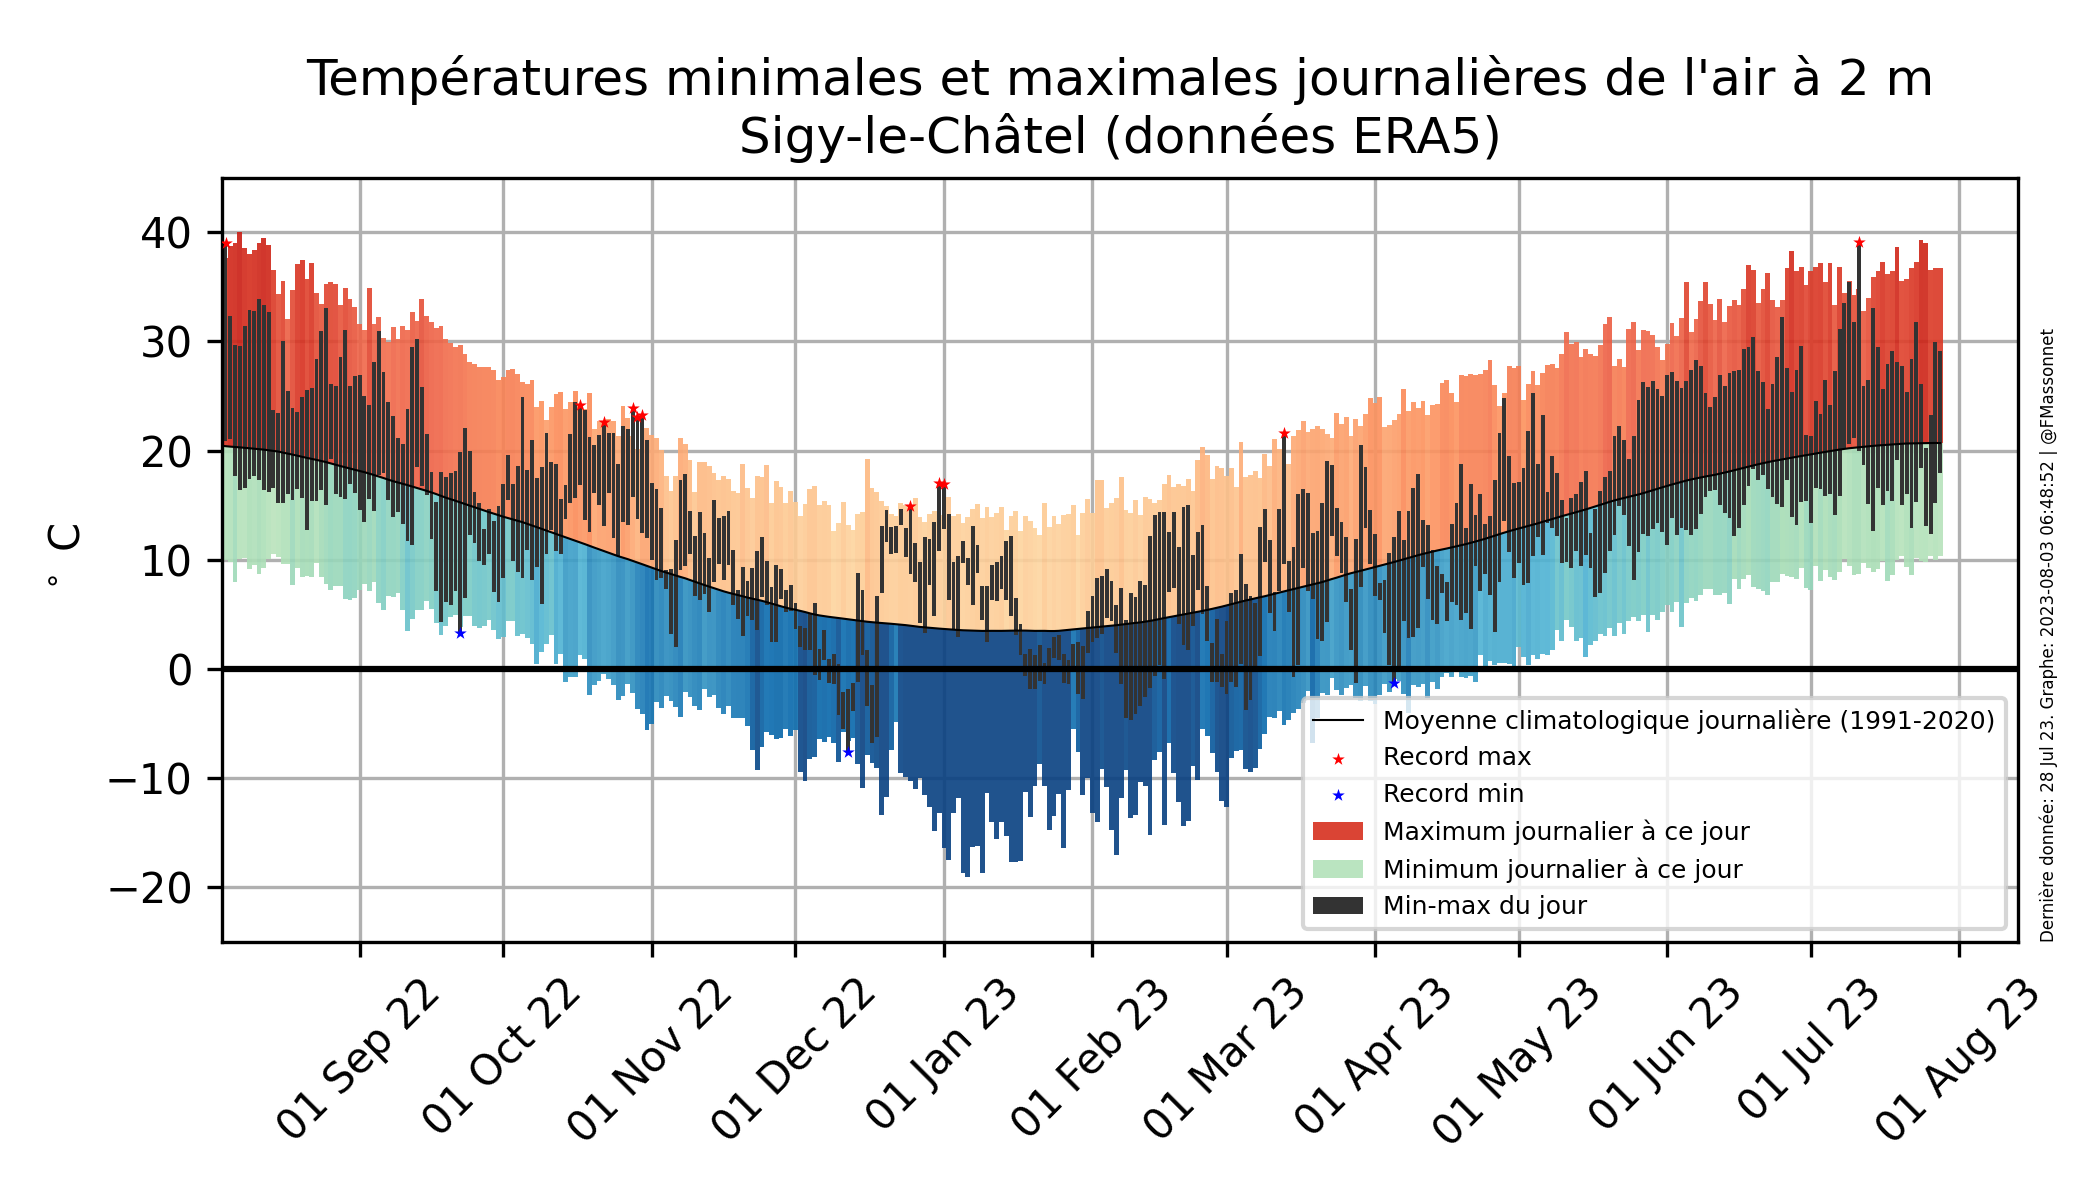 Températures minimales et maximales journalières de l'air à 2 m
Sigy-le-Châtel (données ERA5)
° C
40
30
20
10
0
−10
−20
Moyenne climatologique journalière (1991-2020)
Record max
Record min
Maximum journalier à ce jour
Minimum journalier à ce jour
Min-max du jour
01 Sep 22
01 Oct 22
01 Nov 22
01 Dec 22
01 Jan 23
01 Feb 23
01 Mar 23
01 Apr 23
01 May 23
01 Jun 23
01 Jul 23
01 Aug 23
Dernière donnée: 28 Jul 23. Graphe: 2023-08-03 06:48:52 | @FMassonnet